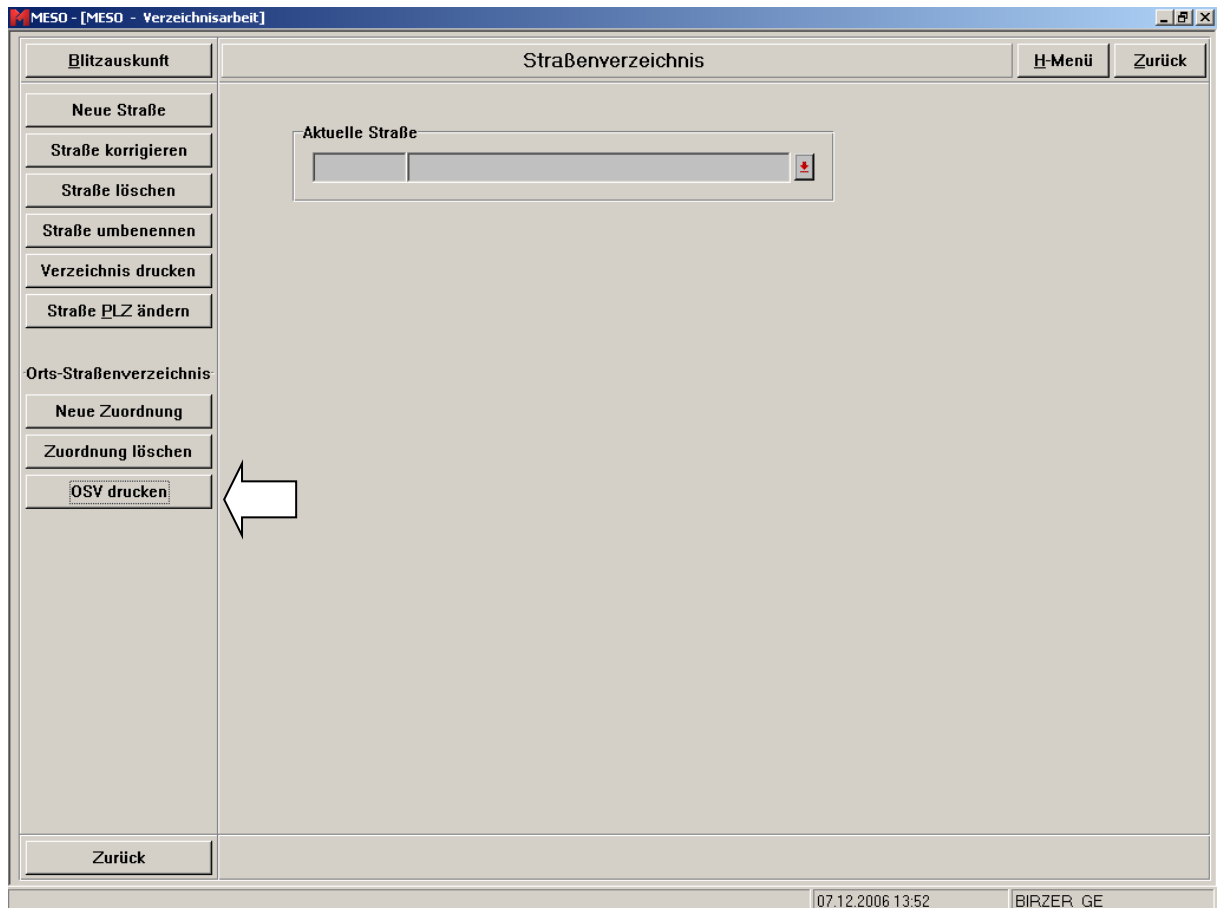 MESO - [MESO - Verzeichnisarbeit]
Blitzauskunft
Straßenverzeichnis
H-Menü
Zurück
Neue Straße
Straße korrigieren
Straße löschen
Straße umbenennen
Verzeichnis drucken
Straße PLZ ändern
Aktuelle Straße
Orts-Straßenverzeichnis
Neue Zuordnung
Zuordnung löschen
OSV drucken
Zurück
07.12.2006 13:52
BIRZER GE